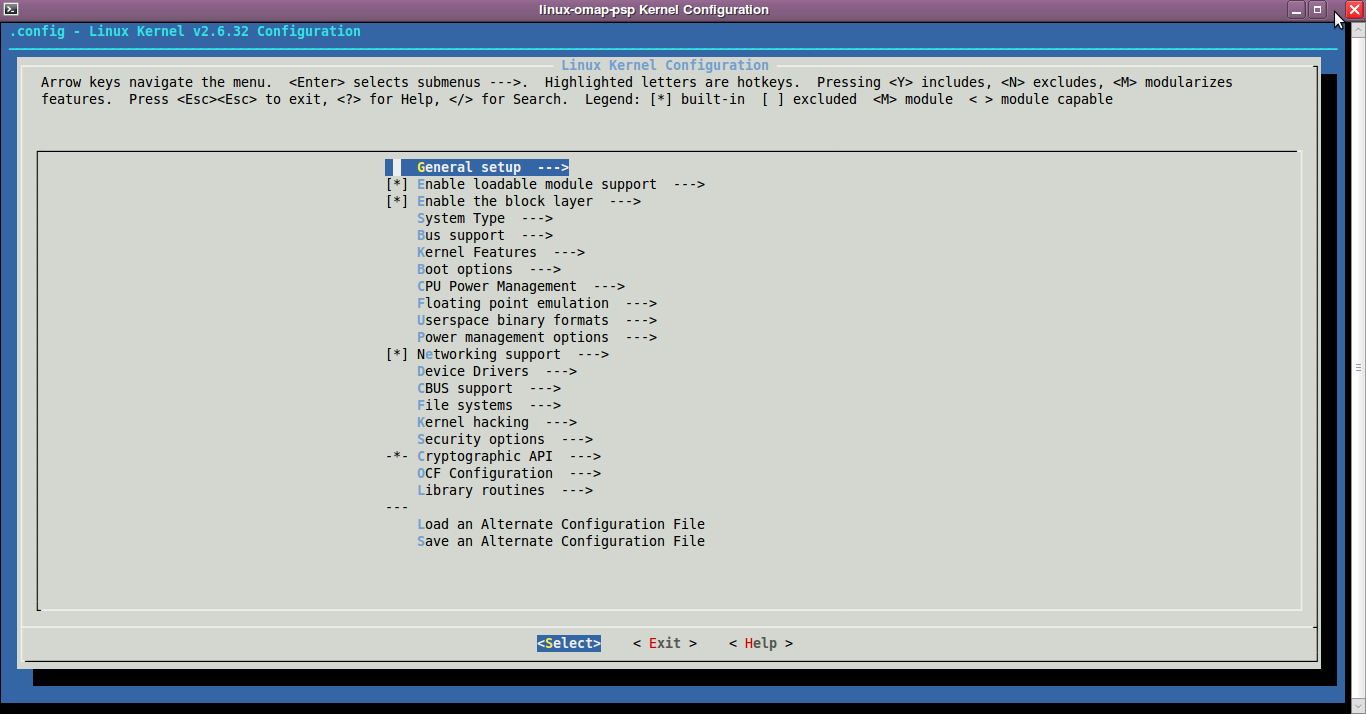 linux-omap-psp Kernel Configuration
.config - Linux Kernel v2.6.32 Configuration
Linux Kernel Configuration
Arrow keys navigate the menu.  <Enter> selects submenus --->.  Highlighted letters are hotkeys.  Pressing <Y> includes, <N> excludes, <M> modularizes
features.  Press <Esc><Esc> to exit, <?> for Help, </> for Search.  Legend: [*] built-in  [ ] excluded  <M> module  < > module capable
General setup  --->
[*] Enable loadable module support  --->
[*] Enable the block layer  --->
System Type  --->
Bus support  --->
Kernel Features  --->
Boot options  --->
CPU Power Management  --->
Floating point emulation  --->
Userspace binary formats  --->
Power management options  --->
[*] Networking support  --->
Device Drivers  --->
CBUS support  --->
File systems  --->
Kernel hacking  --->
Security options  --->
-*- Cryptographic API  --->
OCF Configuration  --->
Library routines  --->
---
Load an Alternate Configuration File
Save an Alternate Configuration File
<Select>    < Exit >    < Help >